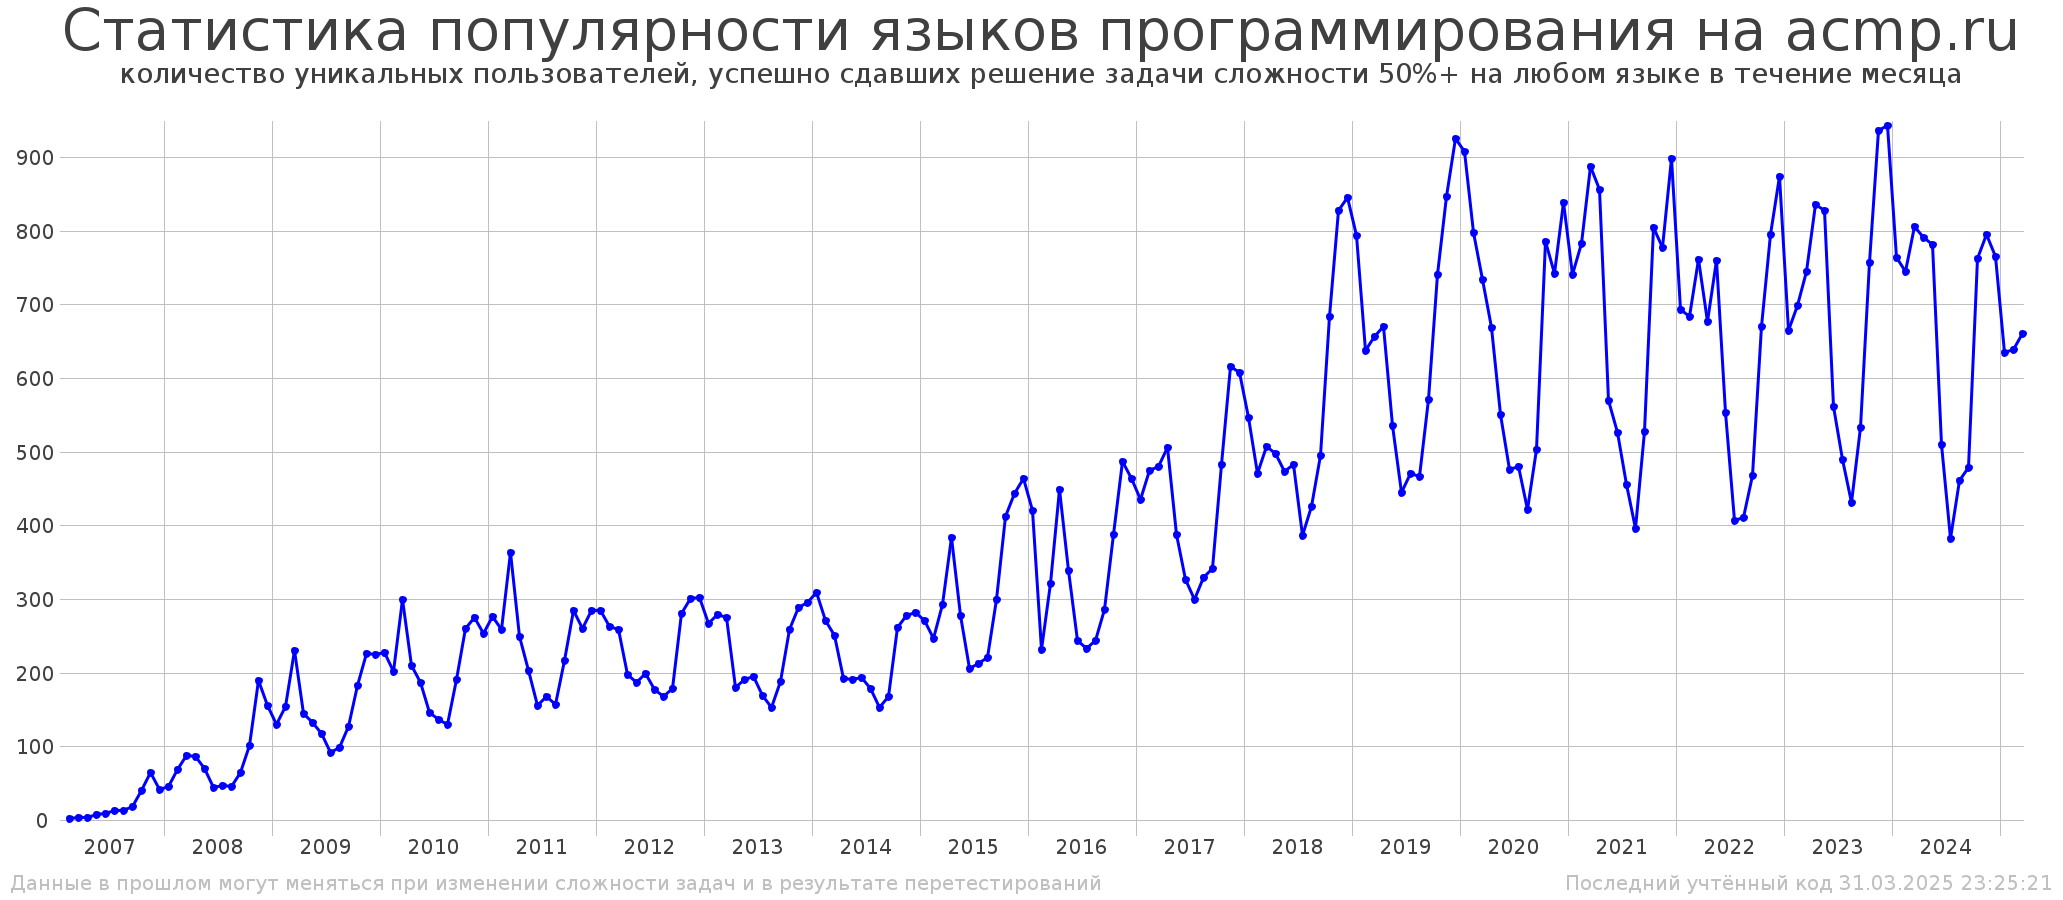 Статистика популярности языков программирования на acmp.ru
количество уникальных пользователей, успешно сдавших решение задачи сложности 50%+ на любом языке в течение месяца
900
800
700
600
500
400
300
200
100
0
2007 2008 2009 2010 2011 2012 2013 2014 2015 2016 2017 2018 2019 2020 2021 2022 2023 2024
Данные в прошлом могут меняться при изменении сложности задач и в результате перетестирований
Последний учтённый код 31.03.2025 23:25:21